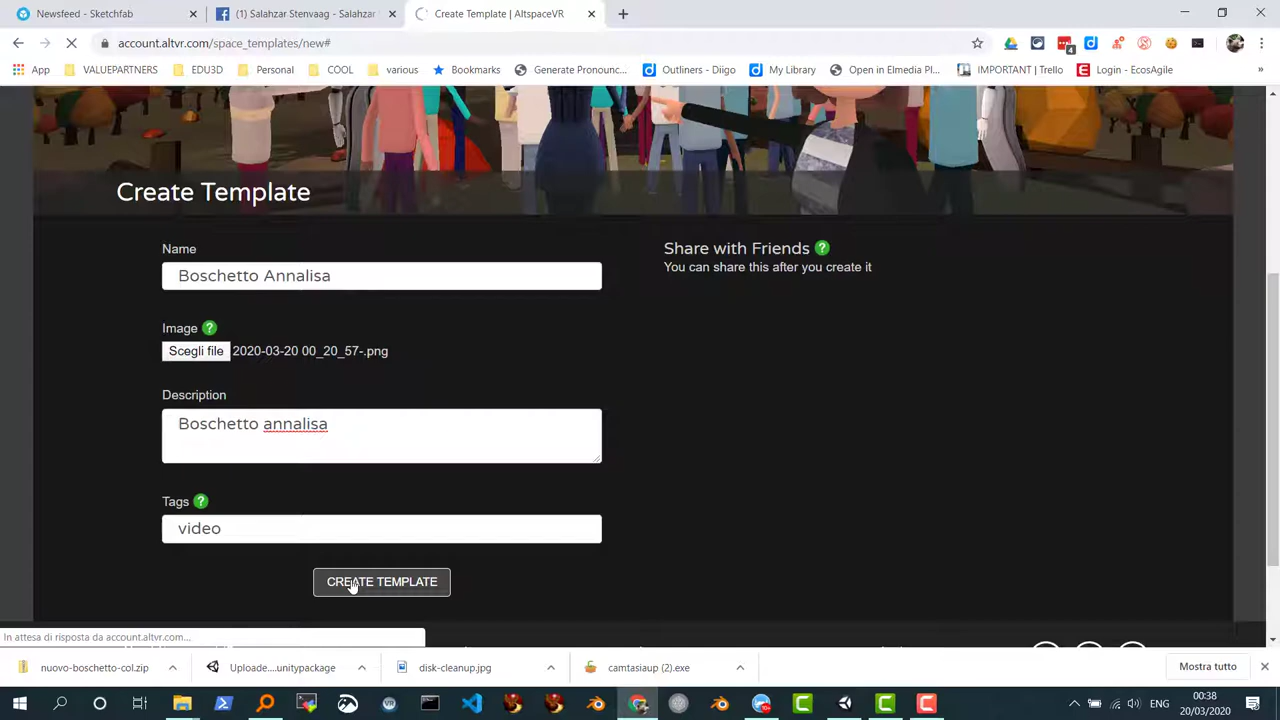 Newsfeed - Sketchfab
(1) Salahzar Stenvaag - Salahzar
Create Template | AltspaceVR
account.altvr.com/space_templates/new#
4
App
VALUEPARTNERS
EDU3D
Personal
COOL
various
Bookmarks
Generate Pronounc...
Outliners - Diigo
My Library
Open in Elmedia Pl...
IMPORTANT | Trello
Login - EcosAgile
»
Create Template
Name
Share with Friends ?
Boschetto Annalisa
You can share this after you create it
Image ?
Scegli file 2020-03-20 00_20_57-.png
Description
Boschetto annalisa
Tags ?
video
CREATE TEMPLATE
In attesa di risposta da account.altvr.com...
nuovo-boschetto-col.zip
Uploade....unitypackage
disk-cleanup.jpg
camtasiaup (2).exe
Mostra tutto
ENG
00:38
20/03/2020